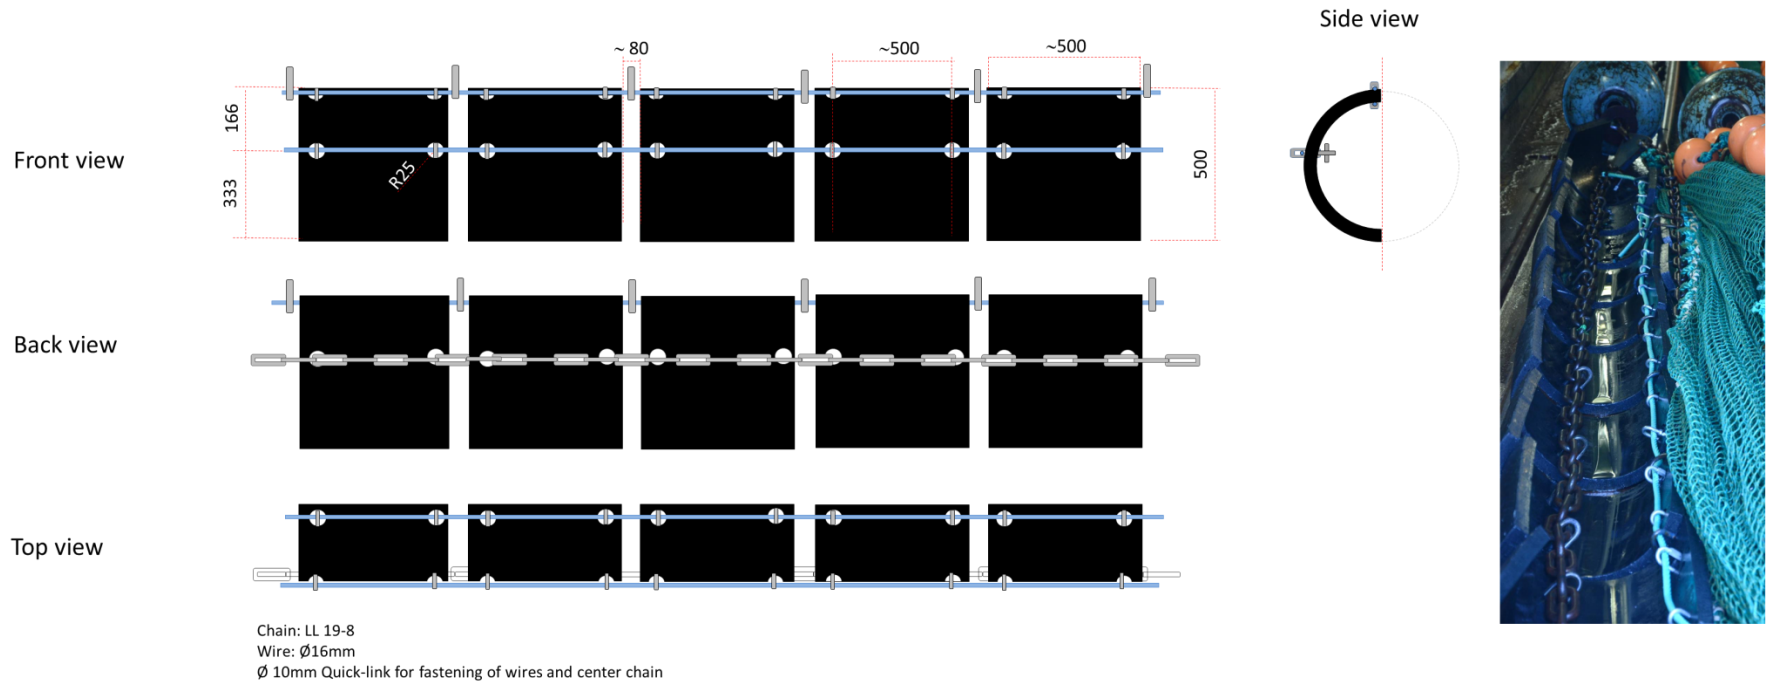 Side view
~ 80
~500
~500
166
Front view
R25
500
333
Back view
Top view
Chain: LL 19-8
Wire: Ø16mm
Ø 10mm Quick-link for fastening of wires and center chain